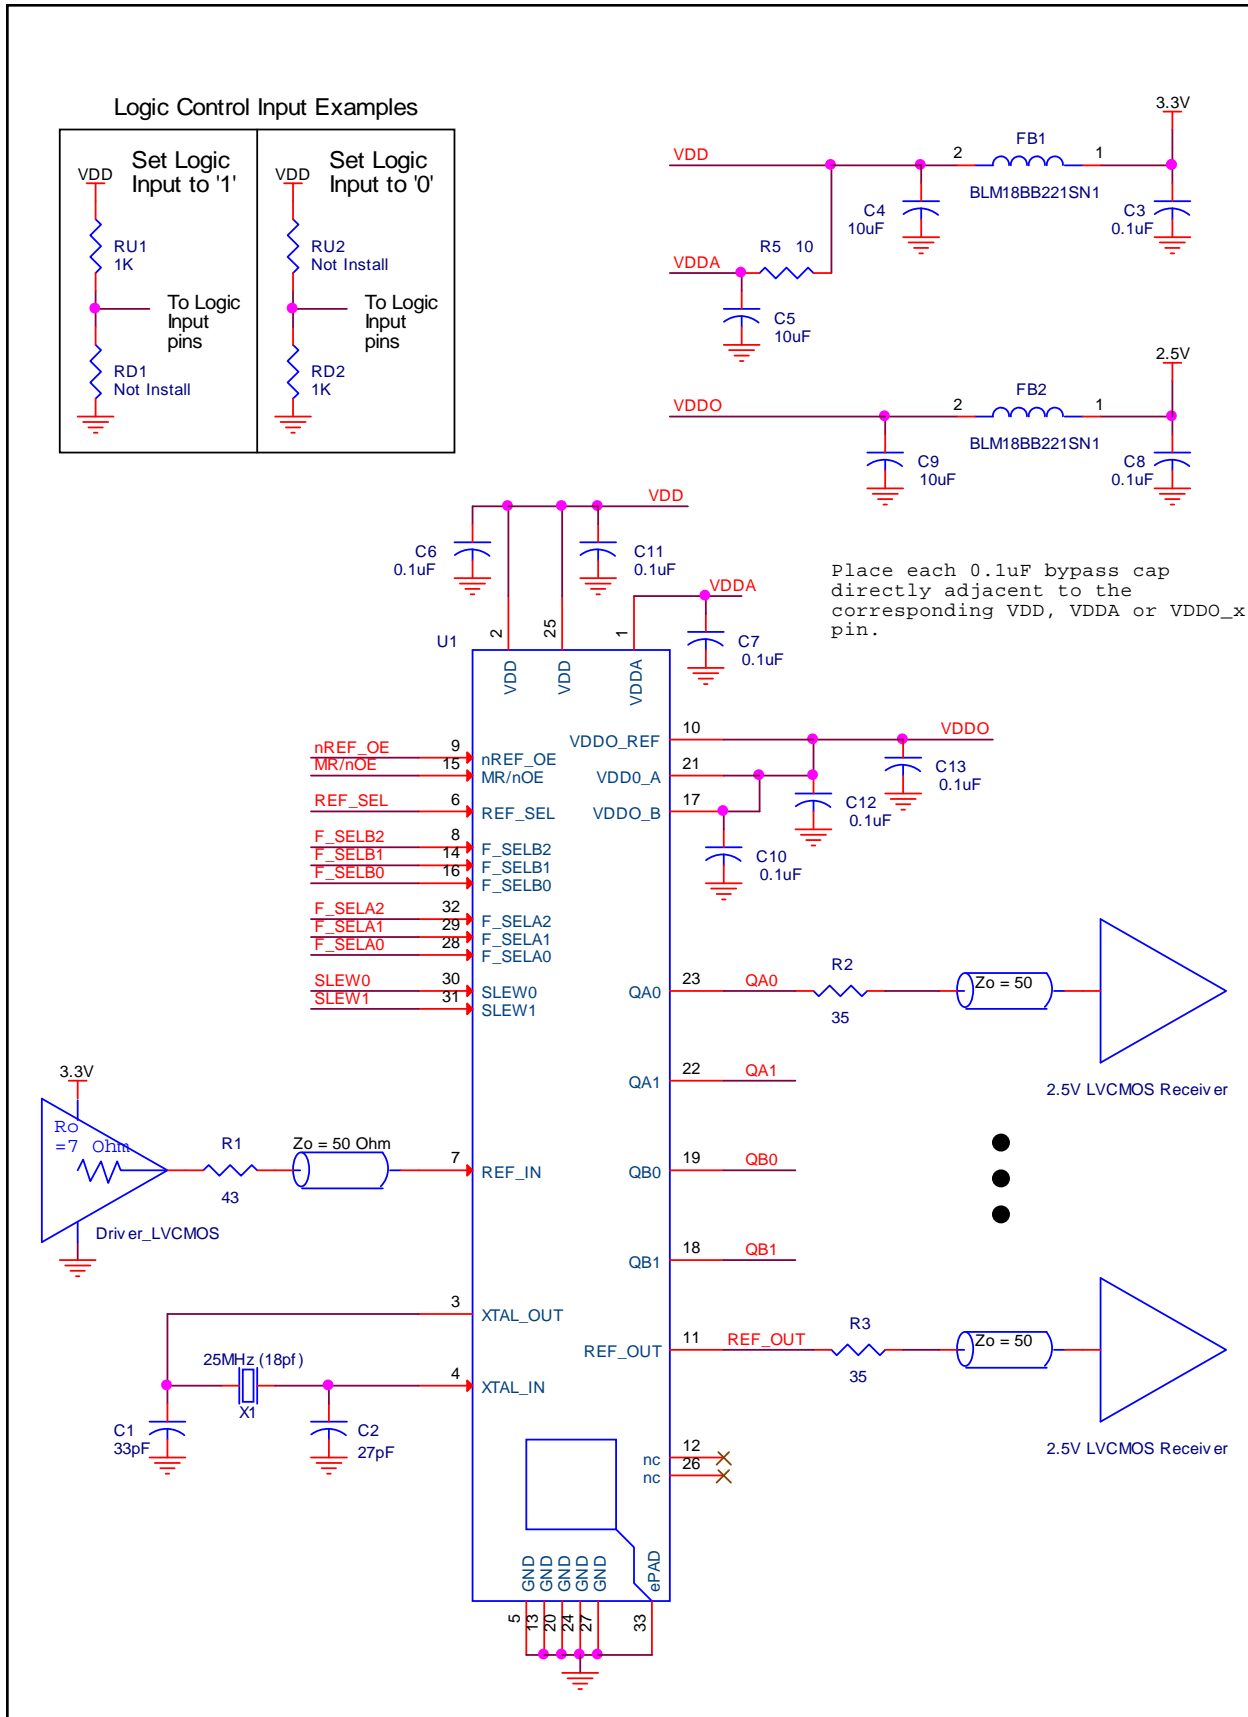 Logic Control Input Examples
Set Logic
Input to '1'
VDD
RU1
1K
To Logic
Input
pins
RD1
Not Install
Set Logic
Input to '0'
VDD
RU2
Not Install
To Logic
Input
pins
RD2
1K
3.3V
VDD
2
FB1
1
BLM18BB221SN1
C4
10uF
C3
0.1uF
R5 10
VDDA
C5
10uF
2.5V
VDDO
2
FB2
1
BLM18BB221SN1
C9
10uF
C8
0.1uF
VDD
C6
0.1uF
C11
0.1uF
VDDA
C7
0.1uF
Place each 0.1uF bypass cap
directly adjacent to the
corresponding VDD, VDDA or VDDO_x
pin.
U1
2
25
1
VDD
VDD
VDDA
nREF_OE 9 nREF_OE
MR/nOE 15 MR/nOE
REF_SEL 6 REF_SEL
F_SELB2 8 F_SELB2
F_SELB1 14 F_SELB1
F_SELB0 16 F_SELB0
F_SELA2 32 F_SELA2
F_SELA1 29 F_SELA1
F_SELA0 28 F_SELA0
SLEW0 30 SLEW0
SLEW1 31 SLEW1
VDDO_REF 10 VDDO
VDD0_A 21
VDDO_B 17
C13
0.1uF
C12
0.1uF
C10
0.1uF
QA0 23 QA0
R2
35
Zo = 50
2.5V LVCMOS Receiver
QA1 22 QA1
3.3V
Ro
=7 Ohm
R1
43
Zo = 50 Ohm
7 REF_IN
Driver_LVCMOS
QB0 19 QB0
QB1 18 QB1
3 XTAL_OUT
25MHz (18pf)
X1
4 XTAL_IN
C1
33pF
C2
27pF
REF_OUT 11 REF_OUT
R3
35
Zo = 50
2.5V LVCMOS Receiver
nc 12
nc 26
GND
GND
GND
GND
GND
ePAD
5
13
20
24
27
33